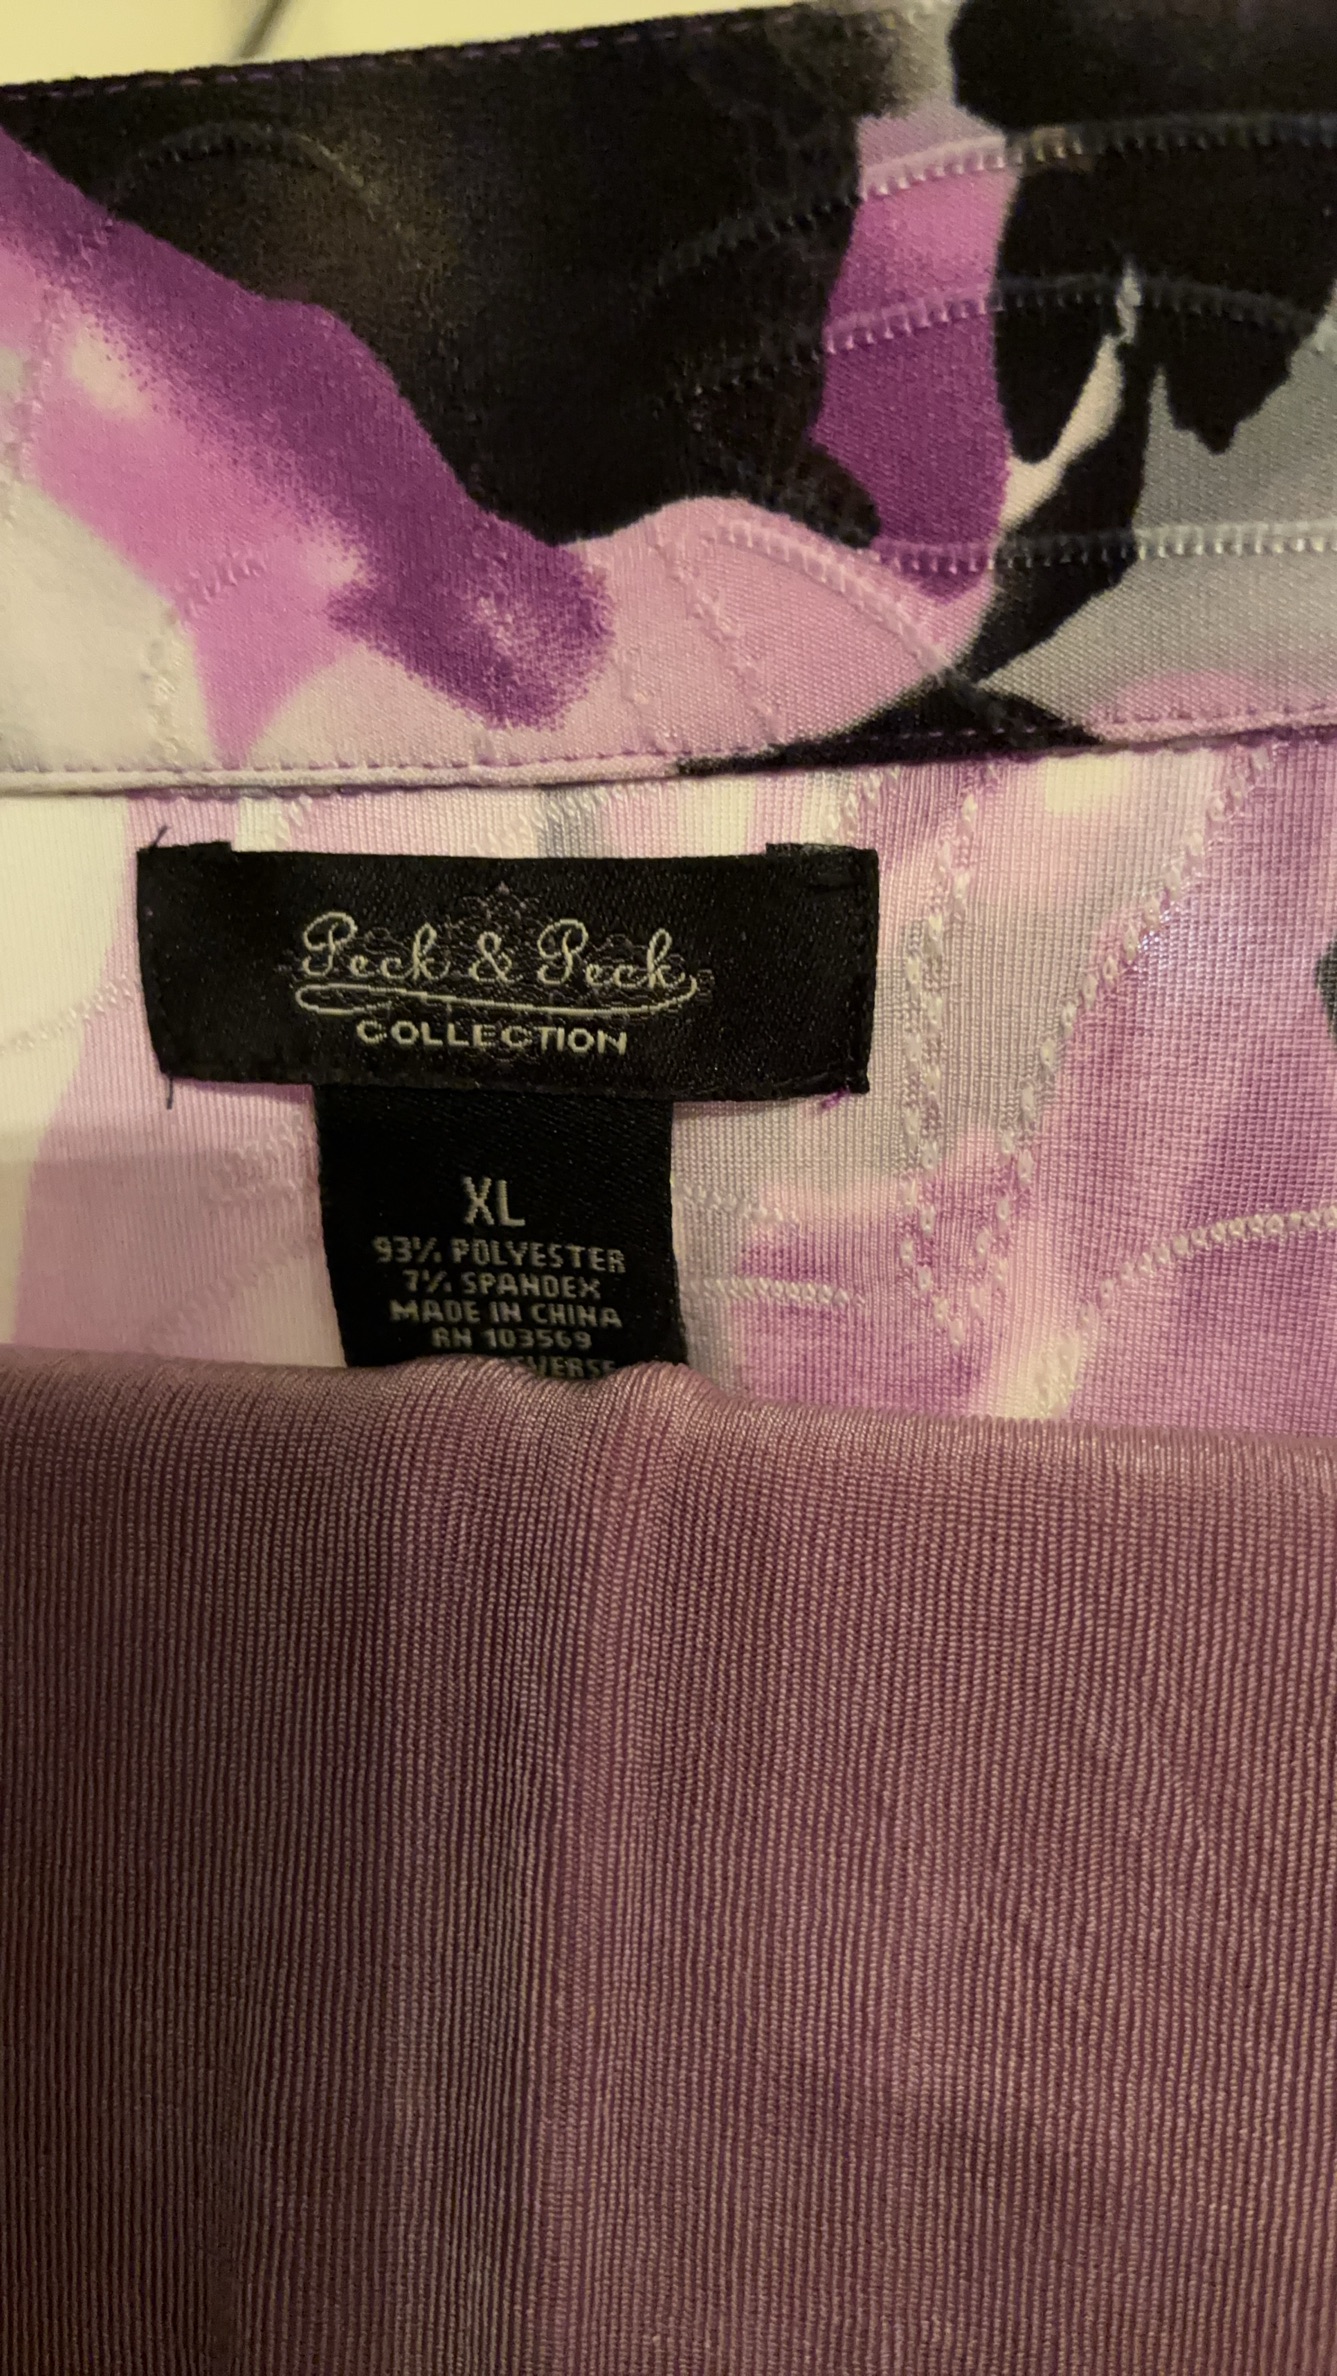 Peck & Peck
COLLECTION
XL
93% POLYESTER
7% SPANDEX
MADE IN CHINA
RN 103569